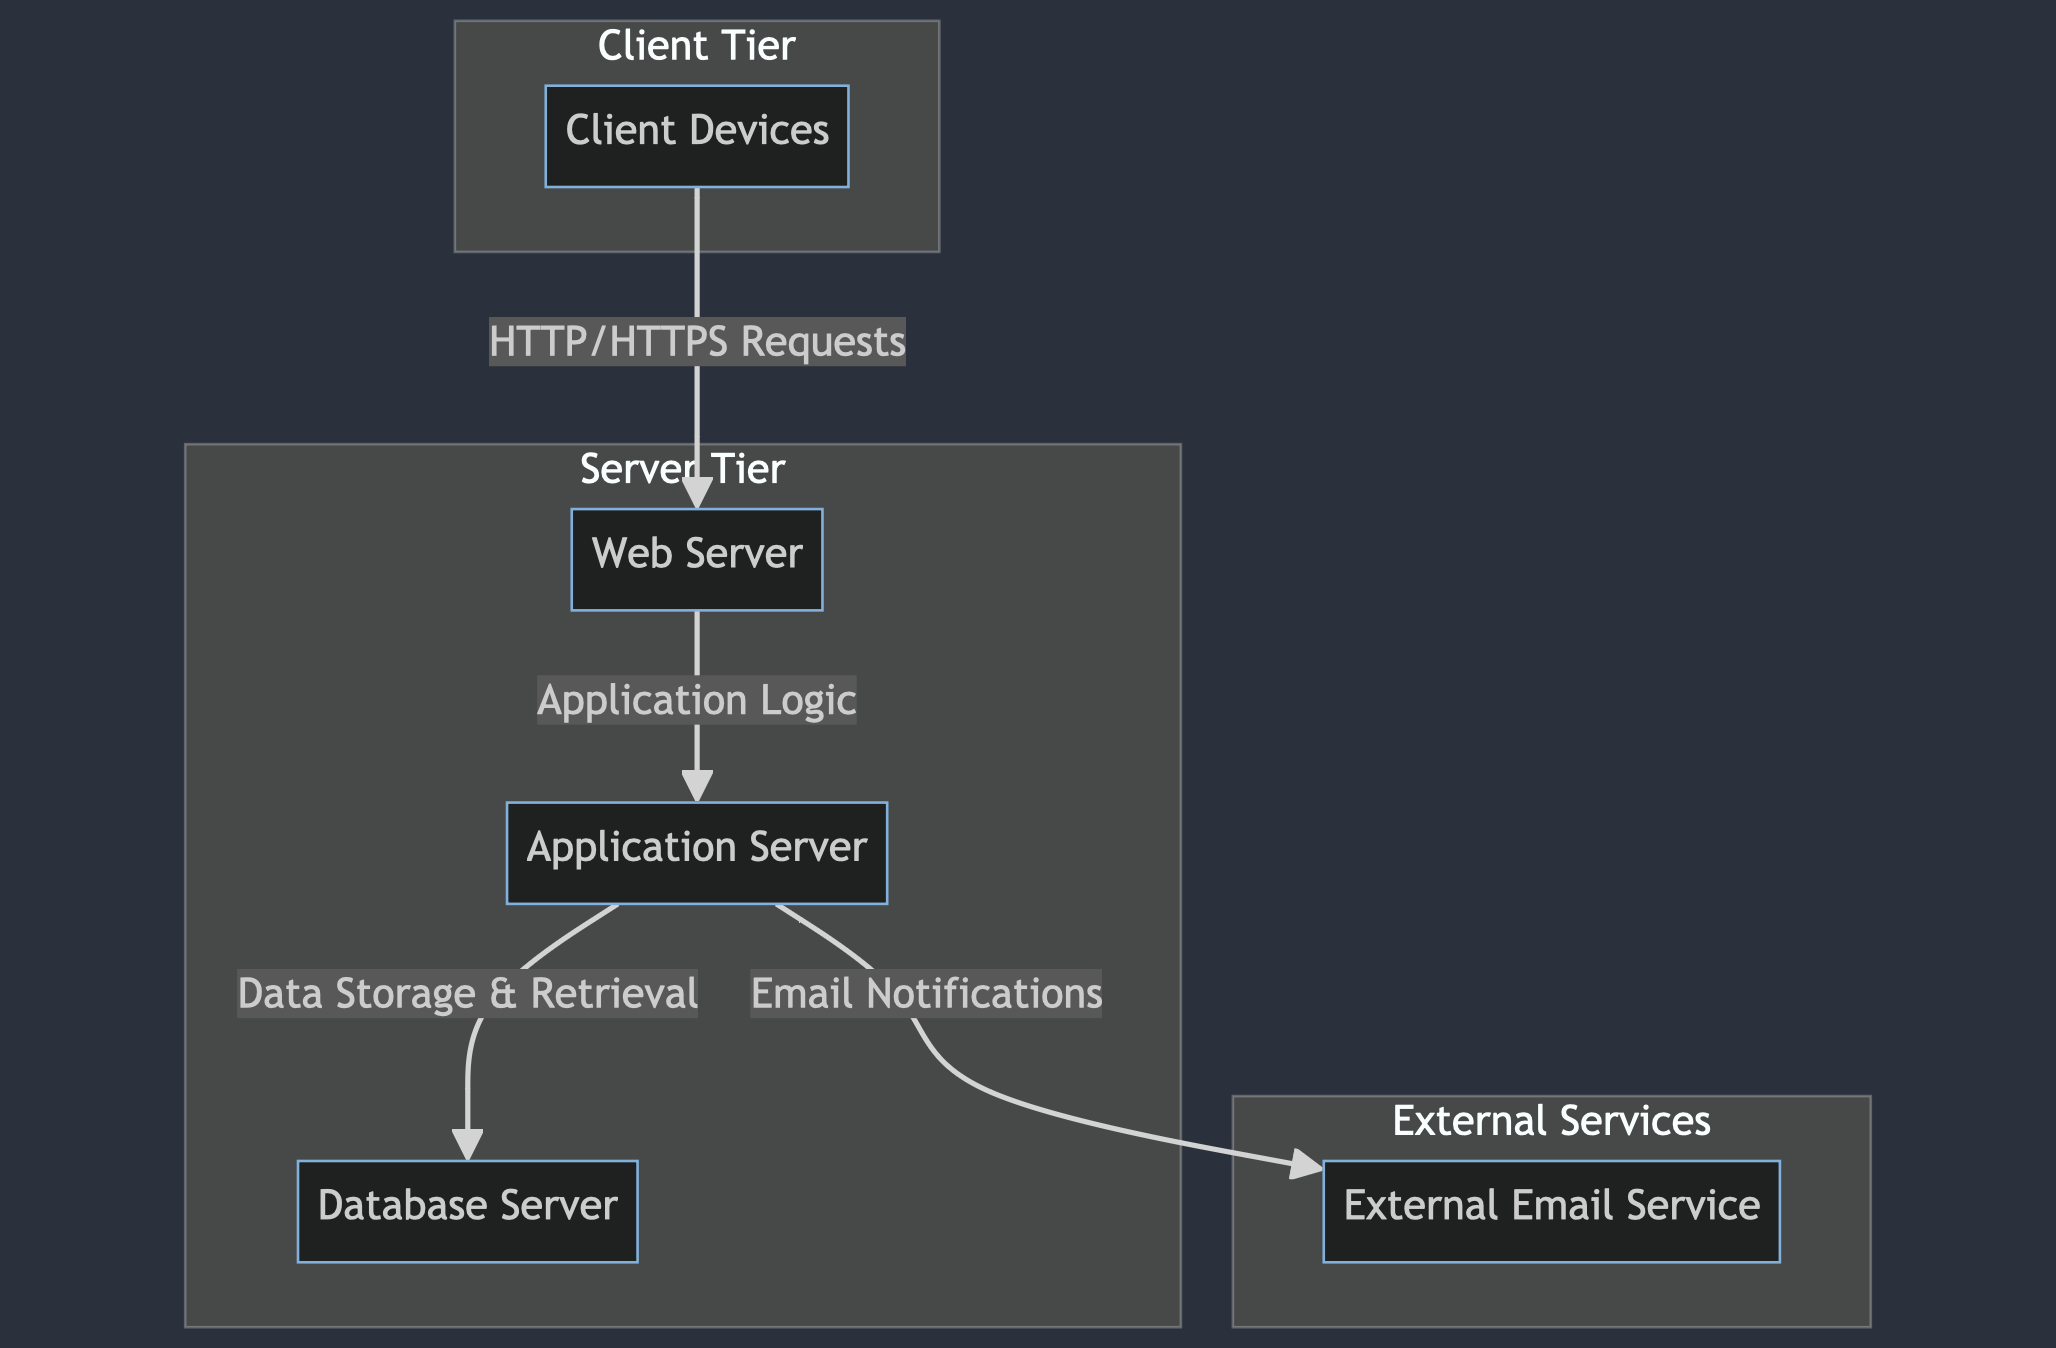 Client Tier
Client Devices
HTTP/HTTPS Requests
Server Tier
Web Server
Application Logic
Application Server
Data Storage & Retrieval
Email Notifications
External Services
Database Server
External Email Service